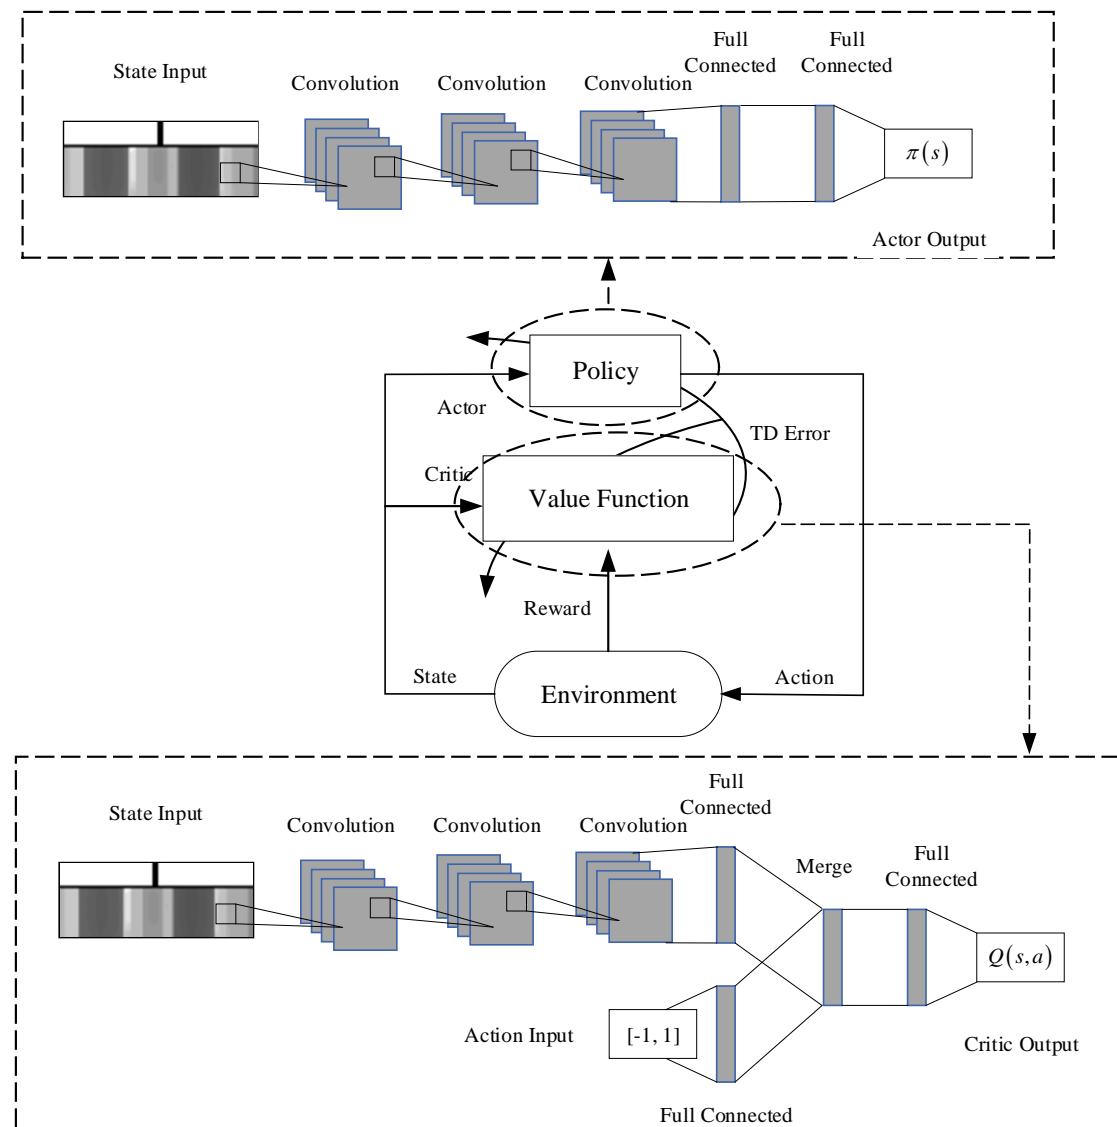 State Input
Convolution
Convolution
Convolution
Full
Connected
Full
Connected
π(s)
Actor Output
Policy
Actor
TD Error
Critic
Value Function
Reward
State
Environment
Action
State Input
Convolution
Convolution
Convolution
Full
Connected
Merge
Full
Connected
Q(s,a)
Action Input
[-1, 1]
Critic Output
Full Connected